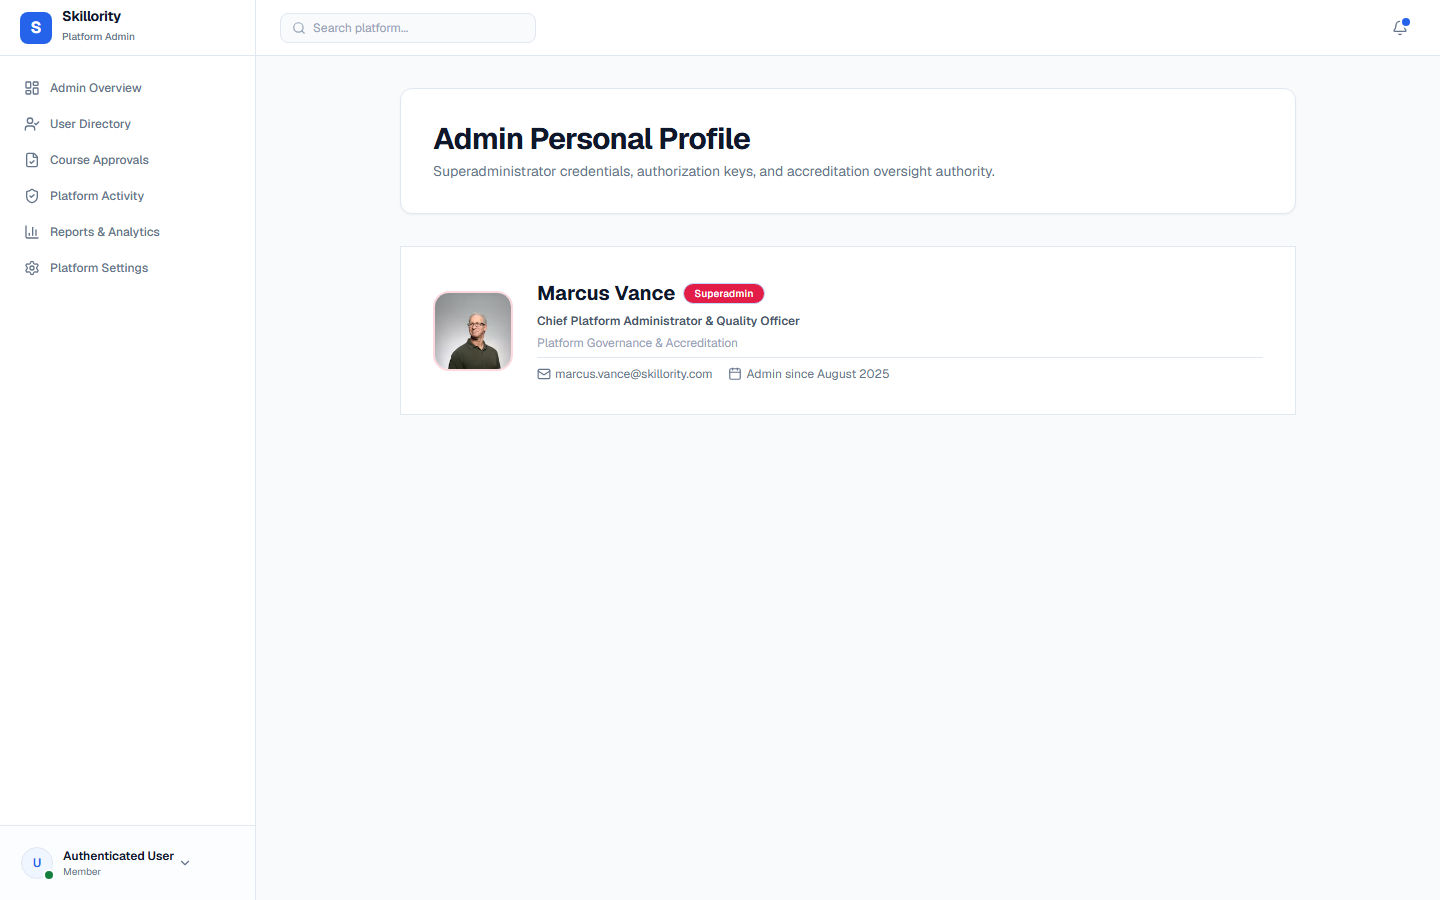 S
Skillority
Platform Admin
Search platform...
Admin Overview
User Directory
Course Approvals
Platform Activity
Reports & Analytics
Platform Settings
Admin Personal Profile
Superadministrator credentials, authorization keys, and accreditation oversight authority.
Marcus Vance Superadmin
Chief Platform Administrator & Quality Officer
Platform Governance & Accreditation
marcus.vance@skillority.com Admin since August 2025
U
Authenticated User
Member